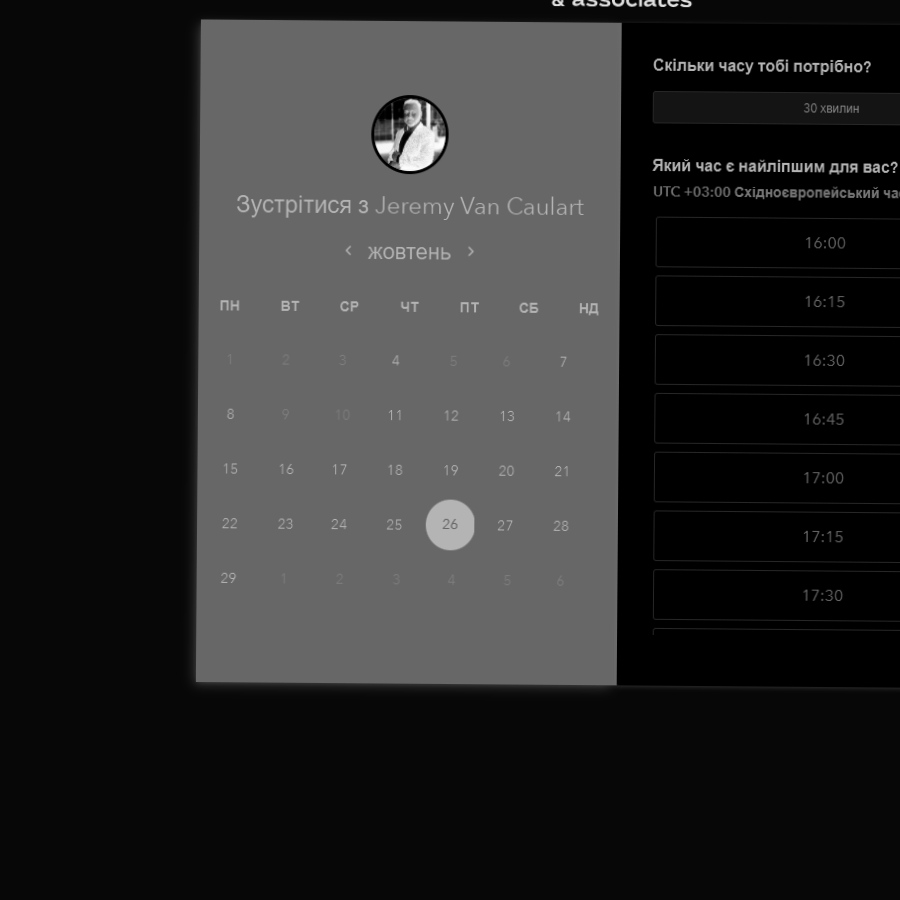 & associates
Зустрітися з Jeremy Van Caulart
жовтень
ПН ВТ СР ЧТ ПТ СБ НД
1 2 3 4 5 6 7
8 9 10 11 12 13 14
15 16 17 18 19 20 21
22 23 24 25 26 27 28
29 1 2 3 4 5 6
Скільки часу тобі потрібно?
30 хвилин
Який час є найліпшим для вас?
UTC +03:00 Східноєвропейський
16:00
16:15
16:30
16:45
17:00
17:15
17:30